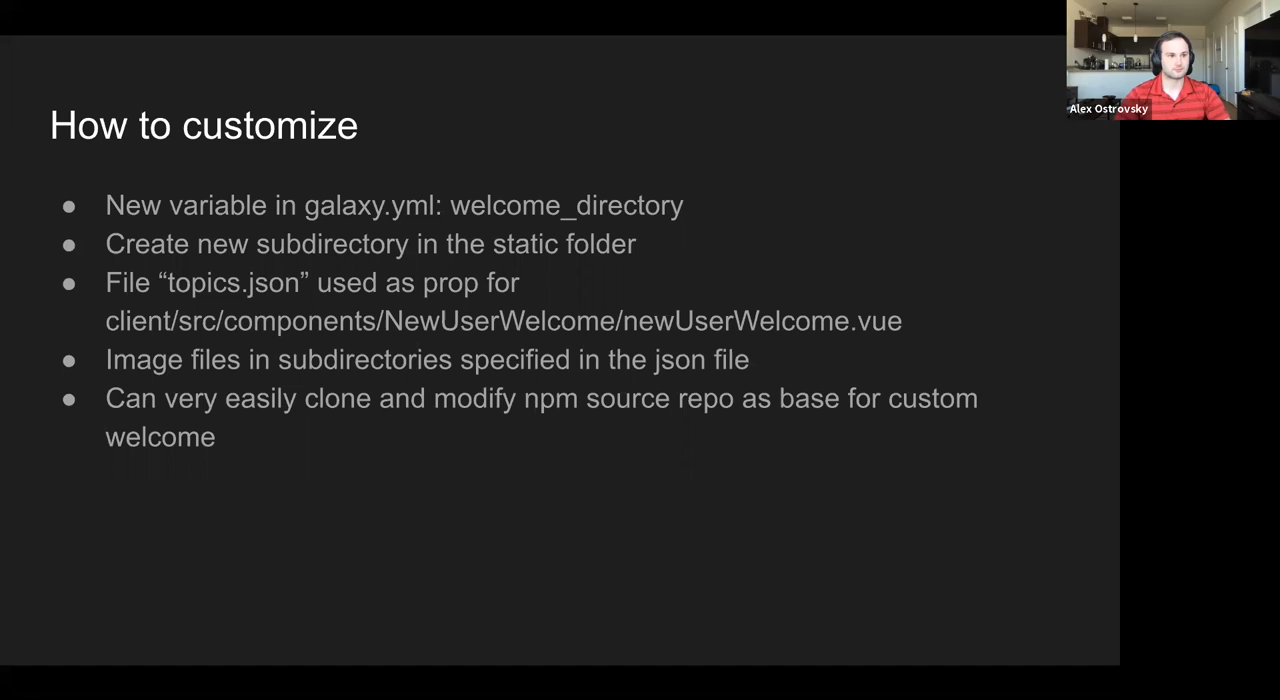 How to customize
● New variable in galaxy.yml: welcome_directory
● Create new subdirectory in the static folder
● File “topics.json” used as prop for
client/src/components/NewUserWelcome/newUserWelcome.vue
● Image files in subdirectories specified in the json file
● Can very easily clone and modify npm source repo as base for custom
welcome
Alex Ostrovsky